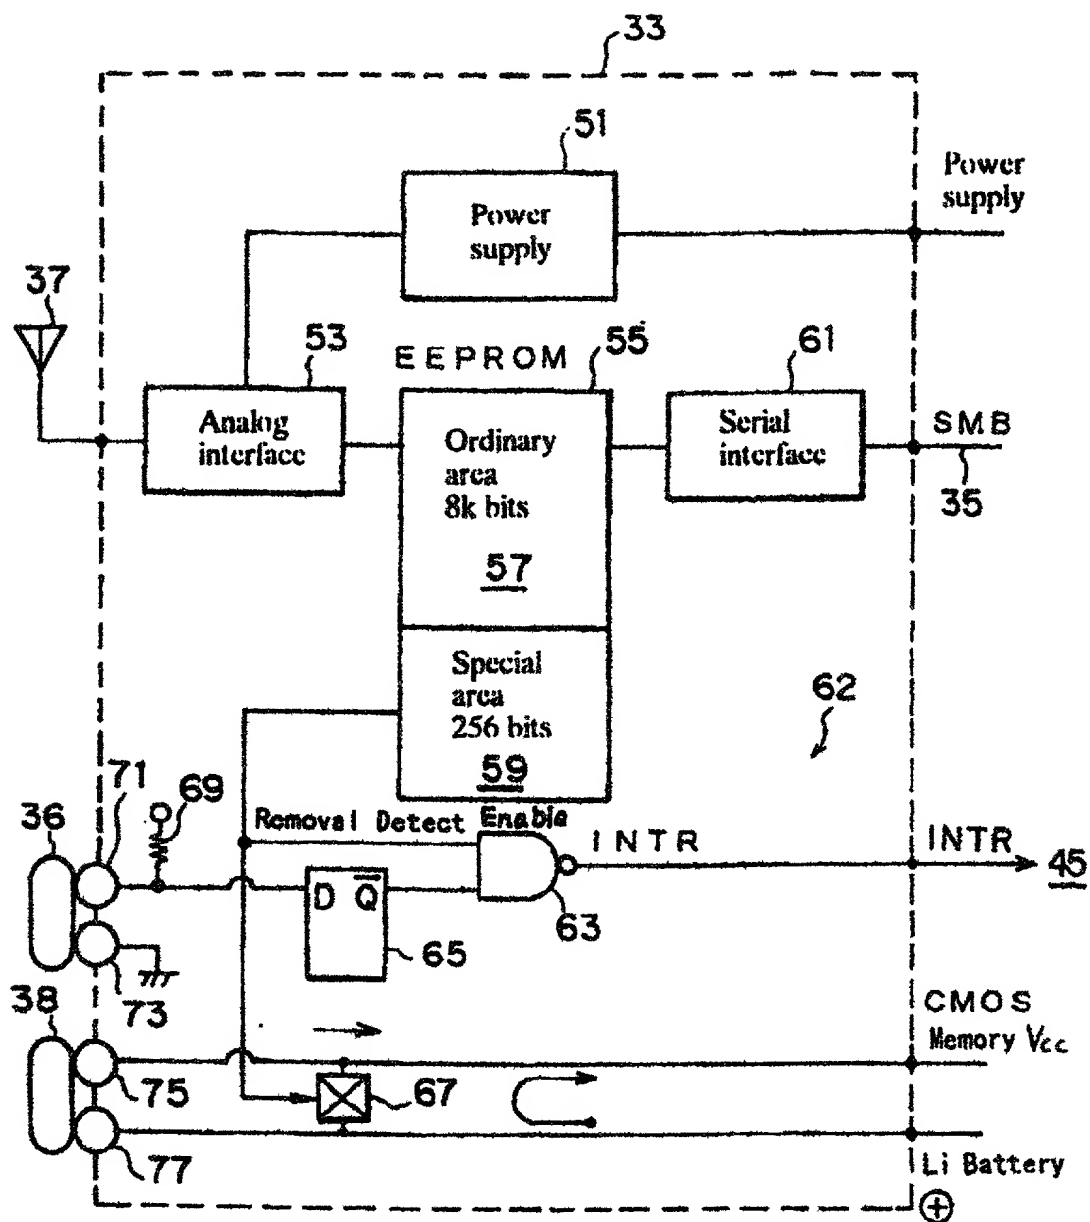 33
51
Power
supply
Power
supply
37
53
EEPROM
55
61
Analog
interface
Ordinary
area
8k bits
57
Serial
interface
SMB
35
Special
area
256 bits
59
62
71
69
36
Removal Detect Enable
INTR
INTR
45
D Q̅
63
65
73
38
CMOS
Memory Vcc
75
67
77
Li Battery
+